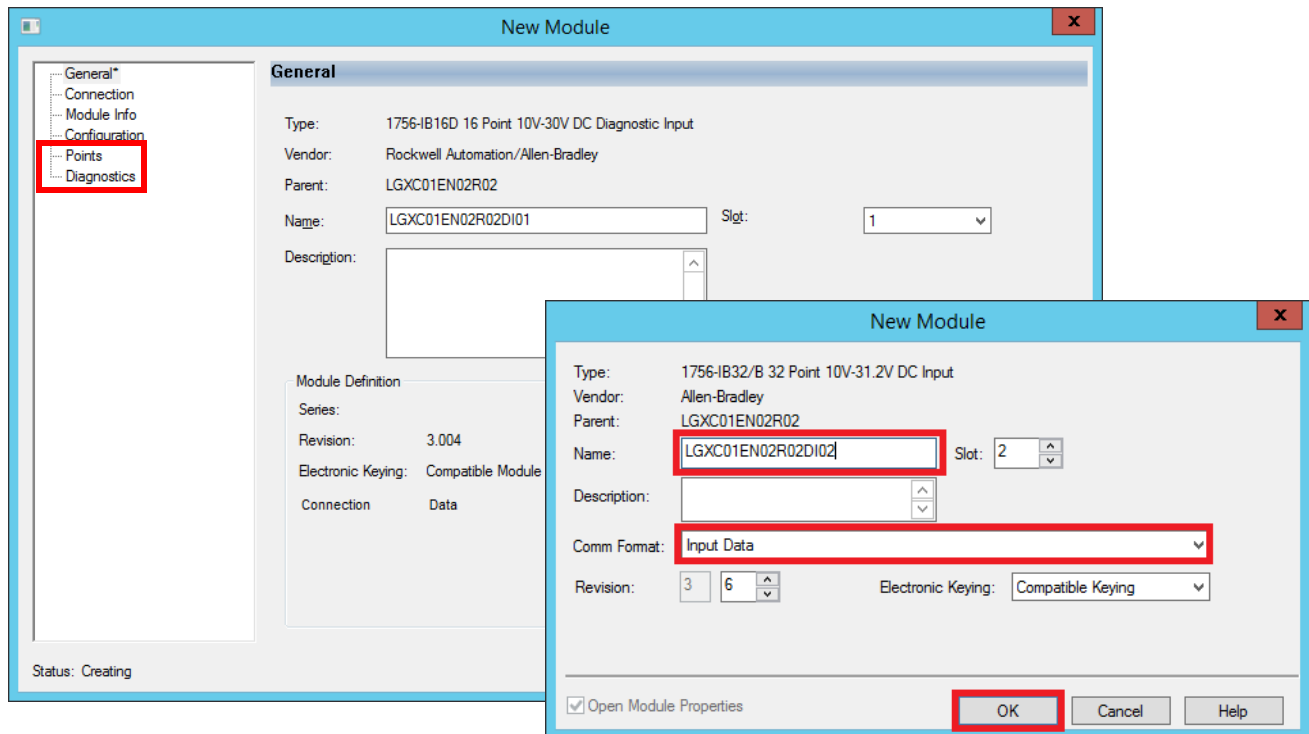 New Module
x
General*
Connection
Module Info
Configuration
Points
Diagnostics
General
Type: 1756-IB16D 16 Point 10V-30V DC Diagnostic Input
Vendor: Rockwell Automation/Allen-Bradley
Parent: LGXC01EN02R02
Name: LGXC01EN02R02DI01 Slot: 1
Description:
Module Definition
Series:
Revision: 3.004
Electronic Keying: Compatible Module
Connection Data
Status: Creating
New Module
x
Type: 1756-IB32/B 32 Point 10V-31.2V DC Input
Vendor: Allen-Bradley
Parent: LGXC01EN02R02
Name: LGXC01EN02R02DI02 Slot: 2
Description:
Comm Format: Input Data
Revision: 3 6 Electronic Keying: Compatible Keying
Open Module Properties OK Cancel Help